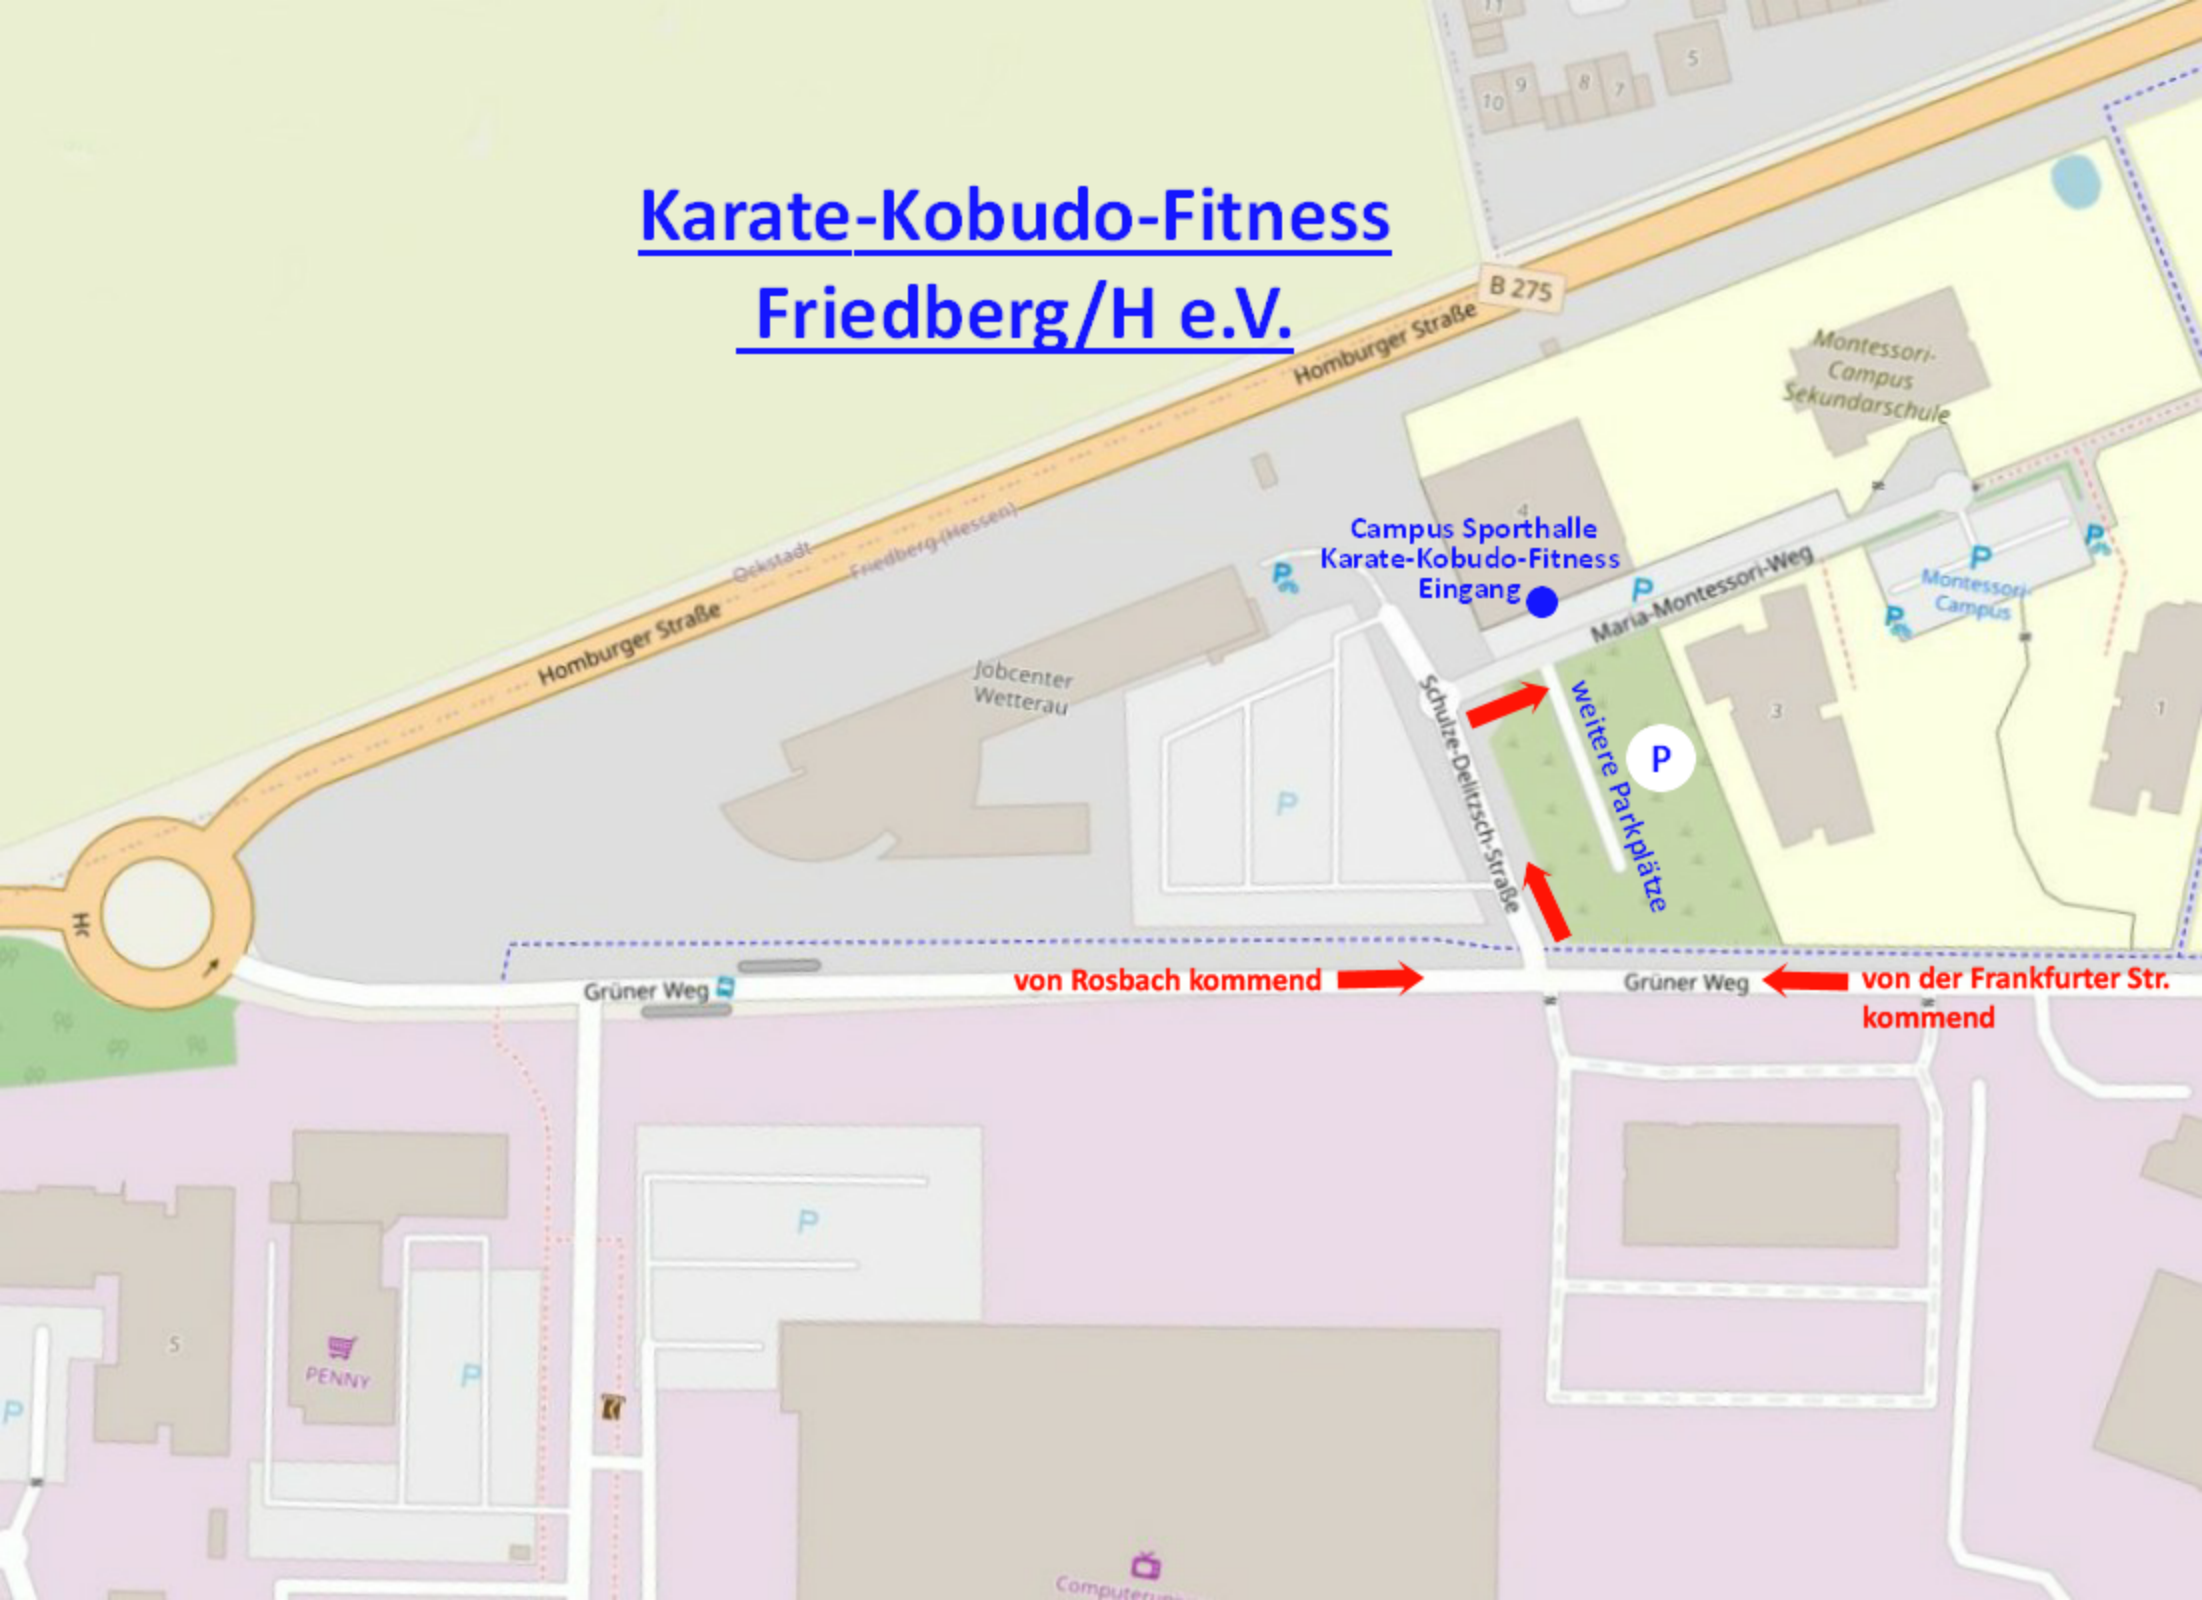 11
10
9
8
7
5
Karate-Kobudo-Fitness
Friedberg/H e.V.
B 275
Homburger Straße
Montessori-
Campus
Sekundarschule
4
Campus Sporthalle
Karate-Kobudo-Fitness
Eingang
P
Maria-Montessori-Weg
P
P
P
Montessori-
Campus
P
Ockstadt
Friedberg (Hessen)
P
Homburger Straße
Jobcenter
Wetterau
Schulze-Delitzsch-Straße
weitere Parkplätze
P
3
1
P
Grüner Weg
von Rosbach kommend
Grüner Weg
von der Frankfurter Str.
kommend
P
5
PENNY
P
P